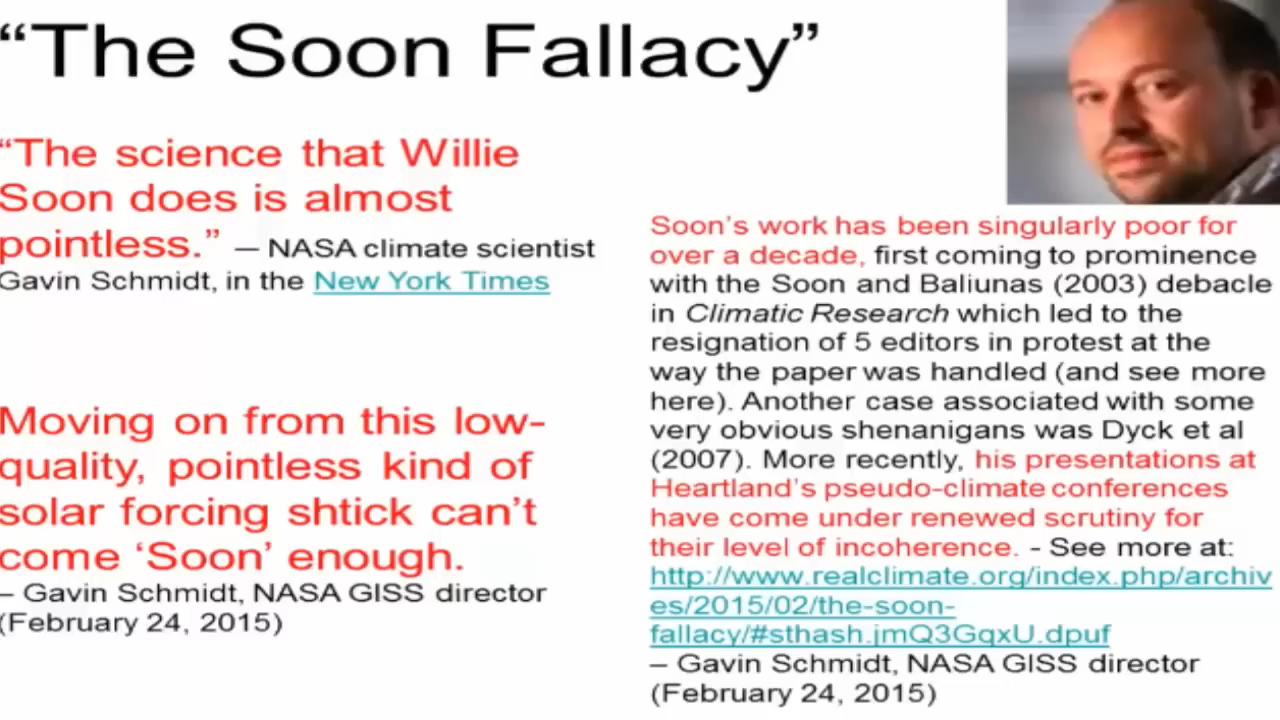 “The Soon Fallacy”
“The science that Willie
Soon does is almost
pointless.” — NASA climate scientist
Gavin Schmidt, in the New York Times
Moving on from this low-
quality, pointless kind of
solar forcing shtick can’t
come ‘Soon’ enough.
– Gavin Schmidt, NASA GISS director
(February 24, 2015)
Soon’s work has been singularly poor for
over a decade, first coming to prominence
with the Soon and Baliunas (2003) debacle
in Climatic Research which led to the
resignation of 5 editors in protest at the
way the paper was handled (and see more
here). Another case associated with some
very obvious shenanigans was Dyck et al
(2007). More recently, his presentations at
Heartland’s pseudo-climate conferences
have come under renewed scrutiny for
their level of incoherence. - See more at:
http://www.realclimate.org/index.php/archiv
es/2015/02/the-soon-
fallacy/#sthash.jmQ3GqxU.dpuf
– Gavin Schmidt, NASA GISS director
(February 24, 2015)